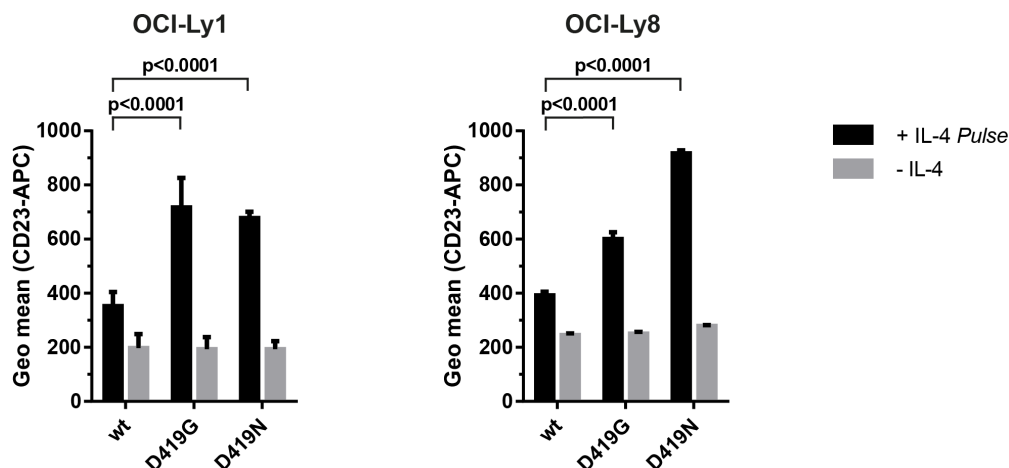 OCI-Ly1
p<0.0001
p<0.0001
Geo mean (CD23-APC)
1000
800
600
400
200
0
wt
D419G
D419N
OCI-Ly8
p<0.0001
p<0.0001
Geo mean (CD23-APC)
1000
800
600
400
200
0
wt
D419G
D419N
+ IL-4 Pulse
- IL-4